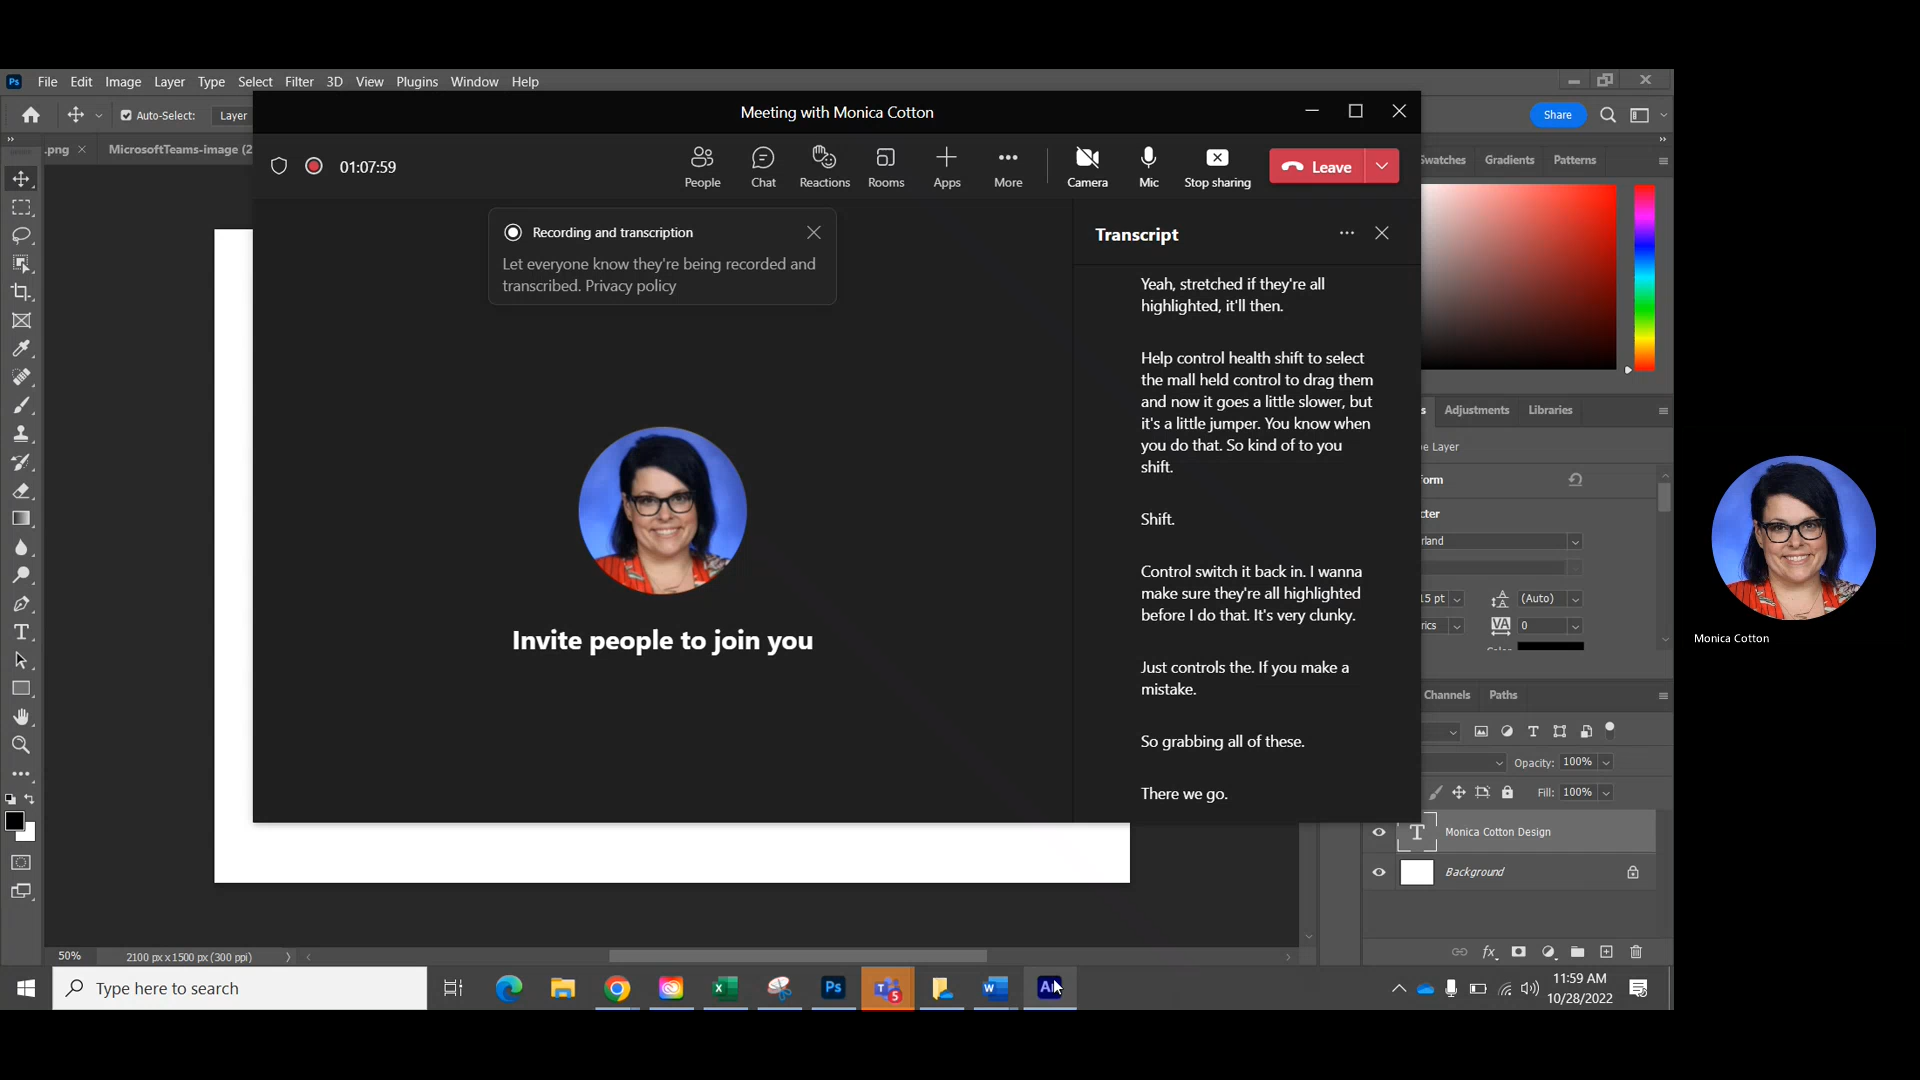 Ps File Edit Image Layer Type Select Filter 3D View Plugins Window Help
Auto-Select: Layer
Share
.png
MicrosoftTeams-image (2
Swatches Gradients Patterns
Meeting with Monica Cotton
01:07:59
People Chat Reactions Rooms Apps More Camera Mic Stop sharing Leave
Recording and transcription
Let everyone know they're being recorded and
transcribed. Privacy policy
Invite people to join you
Transcript
Yeah, stretched if they're all
highlighted, it'll then.
Help control health shift to select
the mall held control to drag them
and now it goes a little slower, but
it's a little jumper. You know when
you do that. So kind of to you
shift.
Shift.
Control switch it back in. I wanna
make sure they're all highlighted
before I do that. It's very clunky.
Just controls the. If you make a
mistake.
So grabbing all of these.
There we go.
Adjustments Libraries
e Layer
form
cter
rland
15 pt (Auto)
rics VA 0
Channels Paths
Opacity: 100%
Fill: 100%
T Monica Cotton Design
Background
fx
Monica Cotton
50% 2100 px x 1500 px (300 ppi)
Type here to search
Ps
5
11:59 AM
10/28/2022